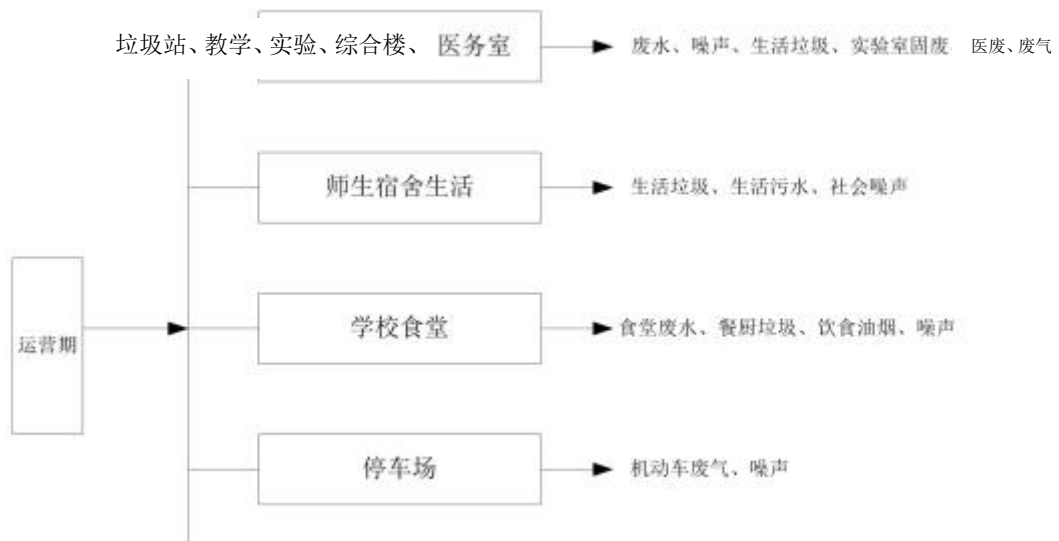 垃圾站、教学、实验、综合楼、 医务室 废水、噪声、生活垃圾、实验室固废 医废、废气
师生宿舍生活 生活垃圾、生活污水、社会噪声
学校食堂 食堂废水、餐厨垃圾、饮食油烟、噪声
运营期
停车场 机动车废气、噪声